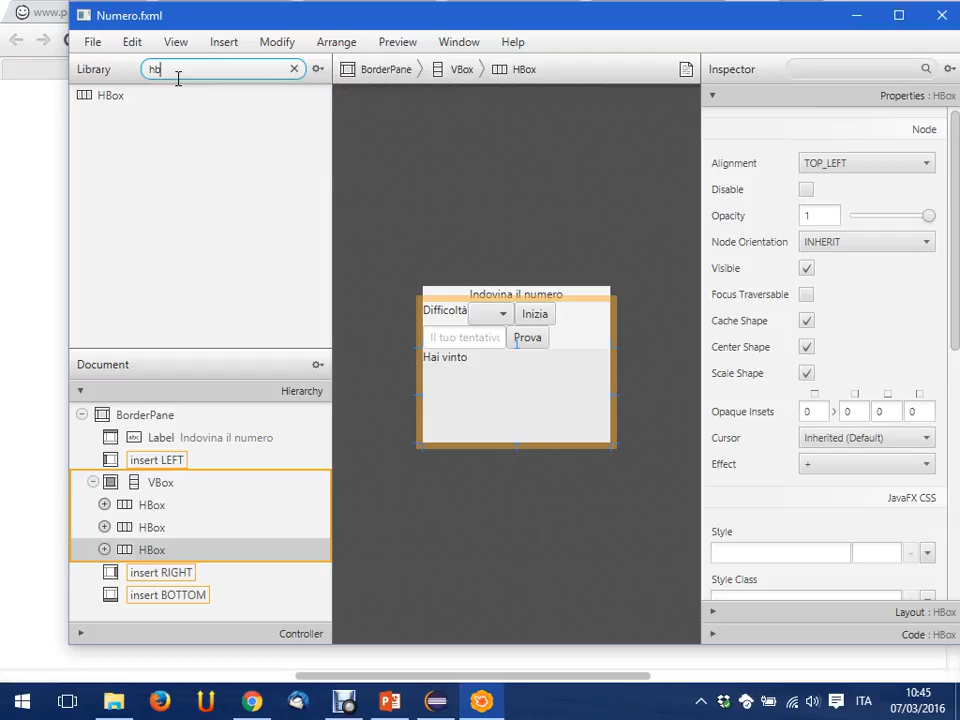 www.p
Numero.fxml
File Edit View Insert Modify Arrange Preview Window Help
Library hb BorderPane VBox HBox Inspector
HBox
Properties : HBox
Node
Alignment TOP_LEFT
Disable
Opacity 1
Node Orientation INHERIT
Visible
Focus Traversable
Cache Shape
Center Shape
Scale Shape
Opaque Insets 0 0 0 0
Cursor Inherited (Default)
Effect +
JavaFX CSS
Style
Style Class
Layout : HBox
Code : HBox
Indovina il numero
Difficoltà Inizia
Il tuo tentativo Prova
Hai vinto
Document
Hierarchy
BorderPane
abc Label Indovina il numero
insert LEFT
VBox
HBox
HBox
HBox
insert RIGHT
insert BOTTOM
Controller
ITA 10:45
07/03/2016